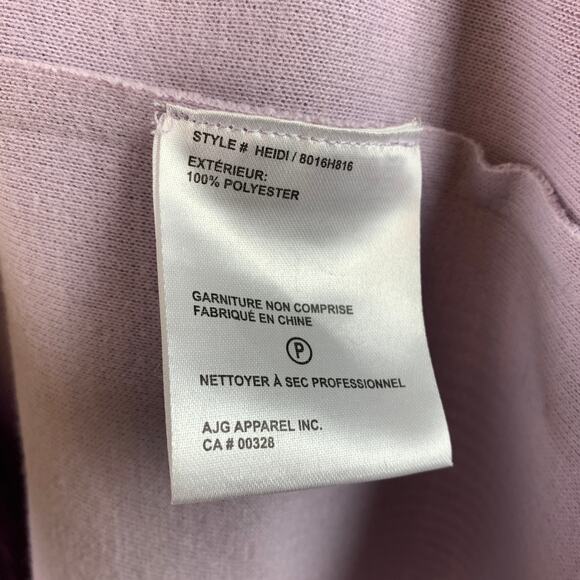 STYLE # HEIDI / 8016H816
EXTÉRIEUR:
100% POLYESTER
GARNITURE NON COMPRISE
FABRIQUÉ EN CHINE
P
NETTOYER À SEC PROFESSIONNEL
AJG APPAREL INC.
CA # 00328